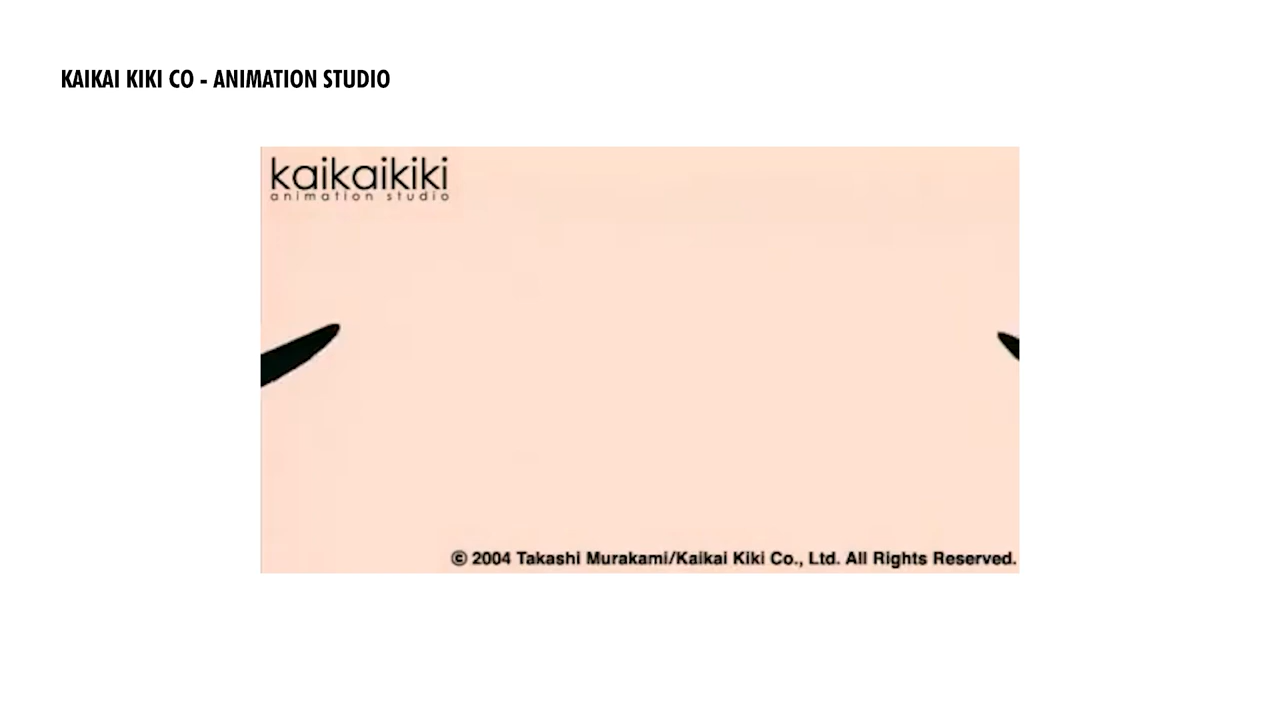 KAIKAI KIKI CO - ANIMATION STUDIO
kaikaikiki
animation studio
© 2004 Takashi Murakami/Kaikai Kiki Co., Ltd. All Rights Reserved.